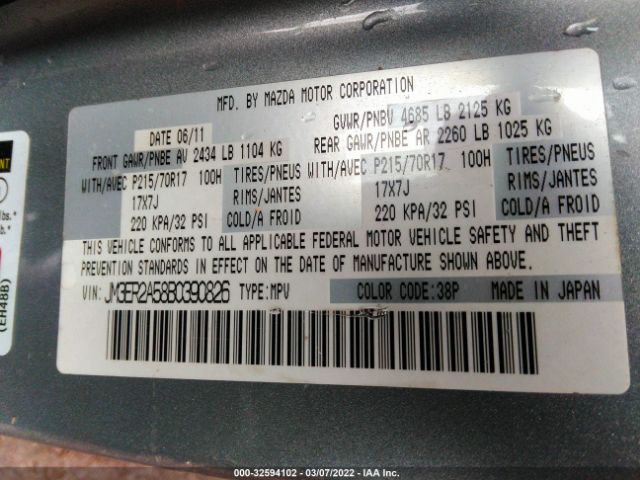 MFD. BY MAZDA MOTOR CORPORATION
DATE 06/11
GVWR/PNBV 4685 LB 2125 KG
FRONT GAWR/PNBE AV 2434 LB 1104 KG
REAR GAWR/PNBE AR 2260 LB 1025 KG
WITH/AVEC P215/70R17 100H TIRES/PNEUS WITH/AVEC P215/70R17 100H TIRES/PNEUS
17X7J RIMS/JANTES 17X7J RIMS/JANTES
220 KPA/32 PSI COLD/A FROID 220 KPA/32 PSI COLD/A FROID
THIS VEHICLE CONFORMS TO ALL APPLICABLE FEDERAL MOTOR VEHICLE SAFETY AND THEFT
PREVENTION STANDARDS IN EFFECT ON THE DATE OF MANUFACTURE SHOWN ABOVE.
VIN: JM3ER2A58B0390826 TYPE:MPV COLOR CODE:38P MADE IN JAPAN
lbs.*
lb.*
(EH48B)
000-32594102 - 03/07/2022 - IAA Inc.